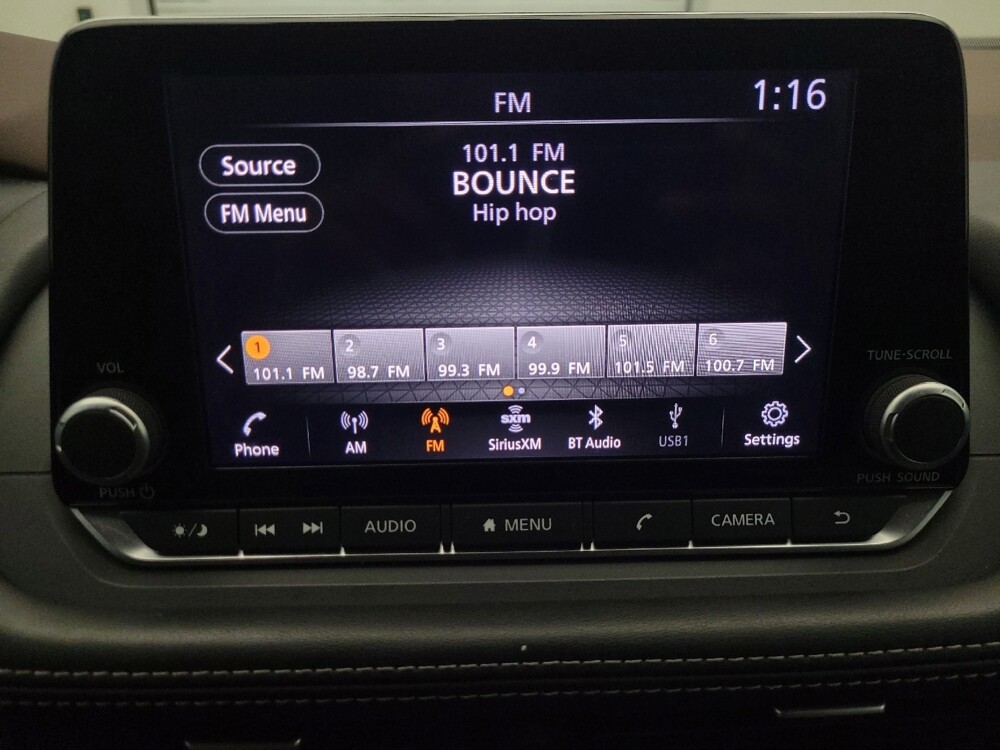 FM
1:16
Source
101.1 FM
BOUNCE
FM Menu
Hip hop
1 2 3 4 5 6
101.1 FM 98.7 FM 99.3 FM 99.9 FM 101.5 FM 100.7 FM
VOL
TUNE·SCROLL
Phone AM FM SiriusXM BT Audio USB1 Settings
sxm
PUSH
PUSH SOUND
AUDIO
MENU
CAMERA